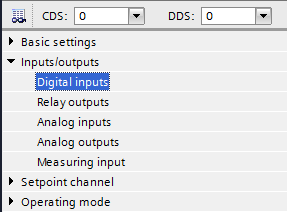 CDS: 0 DDS: 0
Basic settings
Inputs/outputs
Digital inputs
Relay outputs
Analog inputs
Analog outputs
Measuring input
Setpoint channel
Operating mode